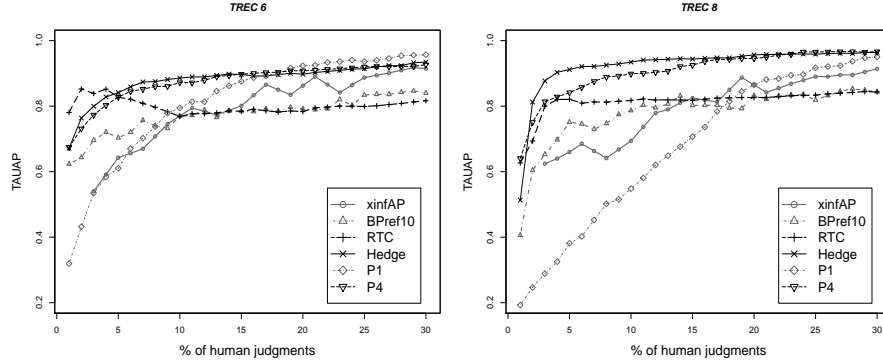 TREC 6
TAUAP
1.0
0.8
0.6
0.4
0.2
0
5
10
15
20
25
30
% of human judgments
xinfAP
BPref10
RTC
Hedge
P1
P4
TREC 8
TAUAP
1.0
0.8
0.6
0.4
0.2
0
5
10
15
20
25
30
% of human judgments
xinfAP
BPref10
RTC
Hedge
P1
P4